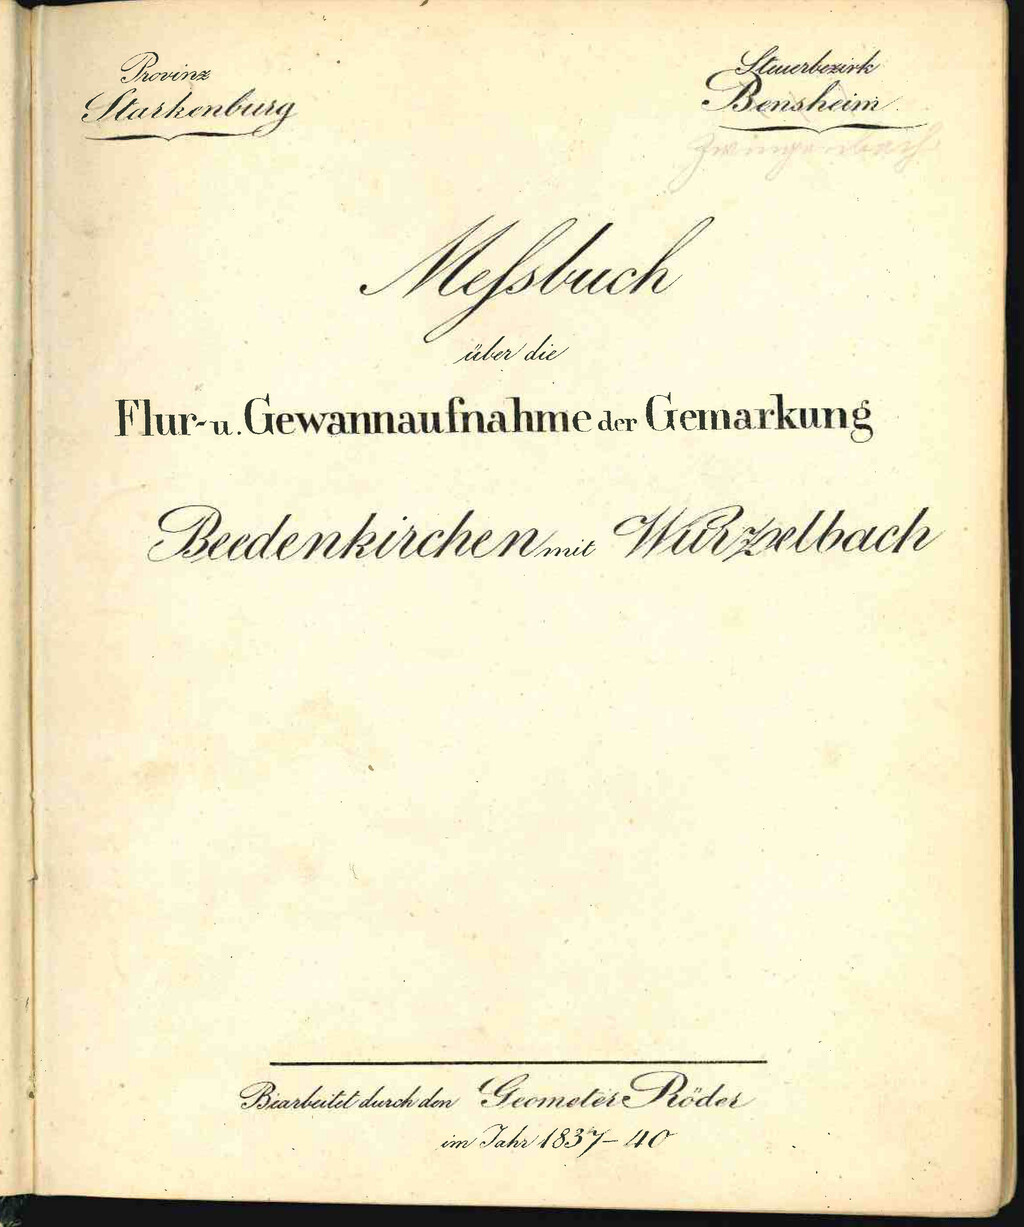 Provinz
Starkenburg
Steuerbezirk
Bensheim.
Zwingenbach
Meſsbuch
über die
Flur- u. Gewannaufnahme der Gemarkung
Beedenkirchen mit Wurzelbach
Bearbeitet durch den Geometer Röder
im Jahr 1837–40